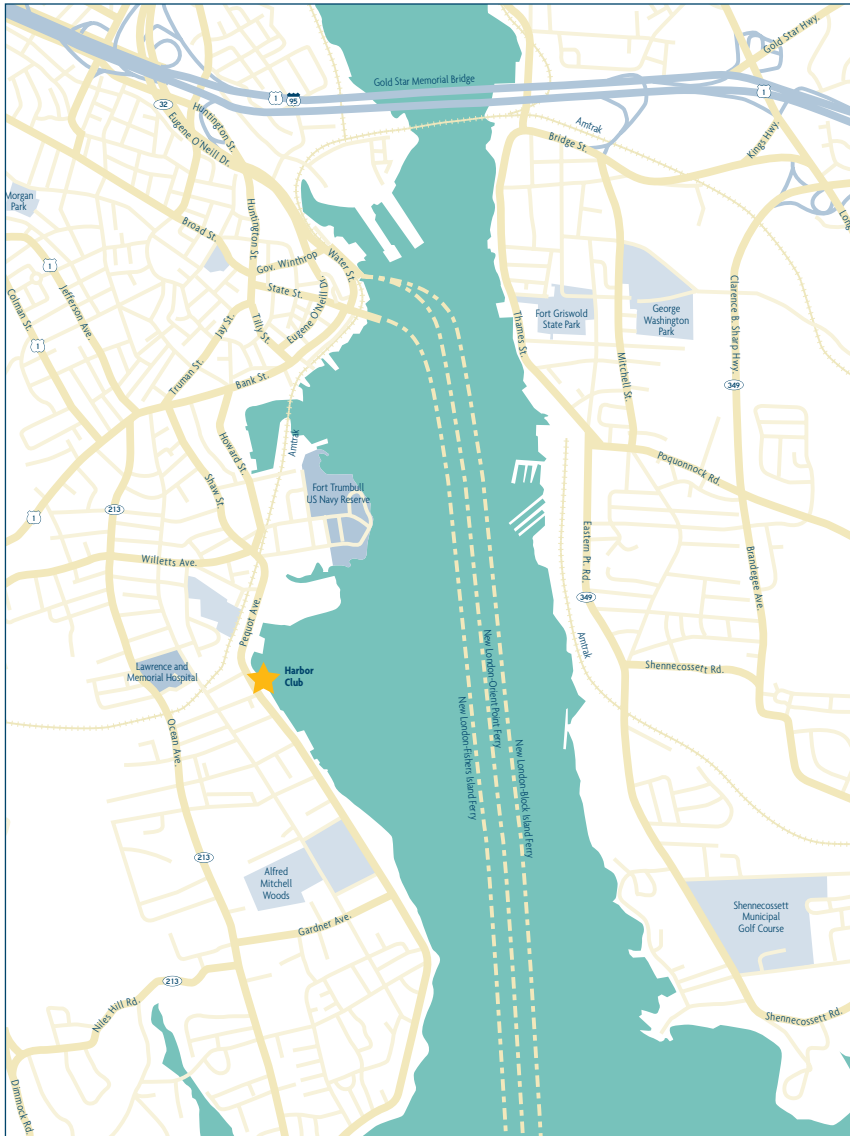 Gold Star Hwy.
Gold Star Memorial Bridge
1
95
1
32
Huntington St.
Eugene O'Neill Dr.
Amtrak
Bridge St.
Kings Hwy.
Morgan
Park
Long
Huntington St.
Broad St.
Gov. Winthrop
Water St.
1
Jefferson Ave.
Colman St.
1
State St.
Eugene O'Neill Dr.
Jay St.
Tilly St.
Truman St.
Bank St.
Thames St.
Fort Griswold
State Park
George
Washington
Park
Clarence B. Sharp Hwy.
349
Mitchell St.
Howard St.
Amtrak
Shaw St.
Fort Trumbull
US Navy Reserve
Poquonnock Rd.
213
1
Willetts Ave.
Eastern Pt. Rd.
349
Brandegee Ave.
Pequot Ave.
Amtrak
Lawrence and
Memorial Hospital
Harbor
Club
Shennecossett Rd.
New London-Orient Point Ferry
New London-Fishers Island Ferry
New London-Block Island Ferry
Ocean Ave.
213
Alfred
Mitchell
Woods
Gardner Ave.
Shennecossett
Municipal
Golf Course
213
Niles Hill Rd.
Shennecossett Rd.
Dimmock Rd.